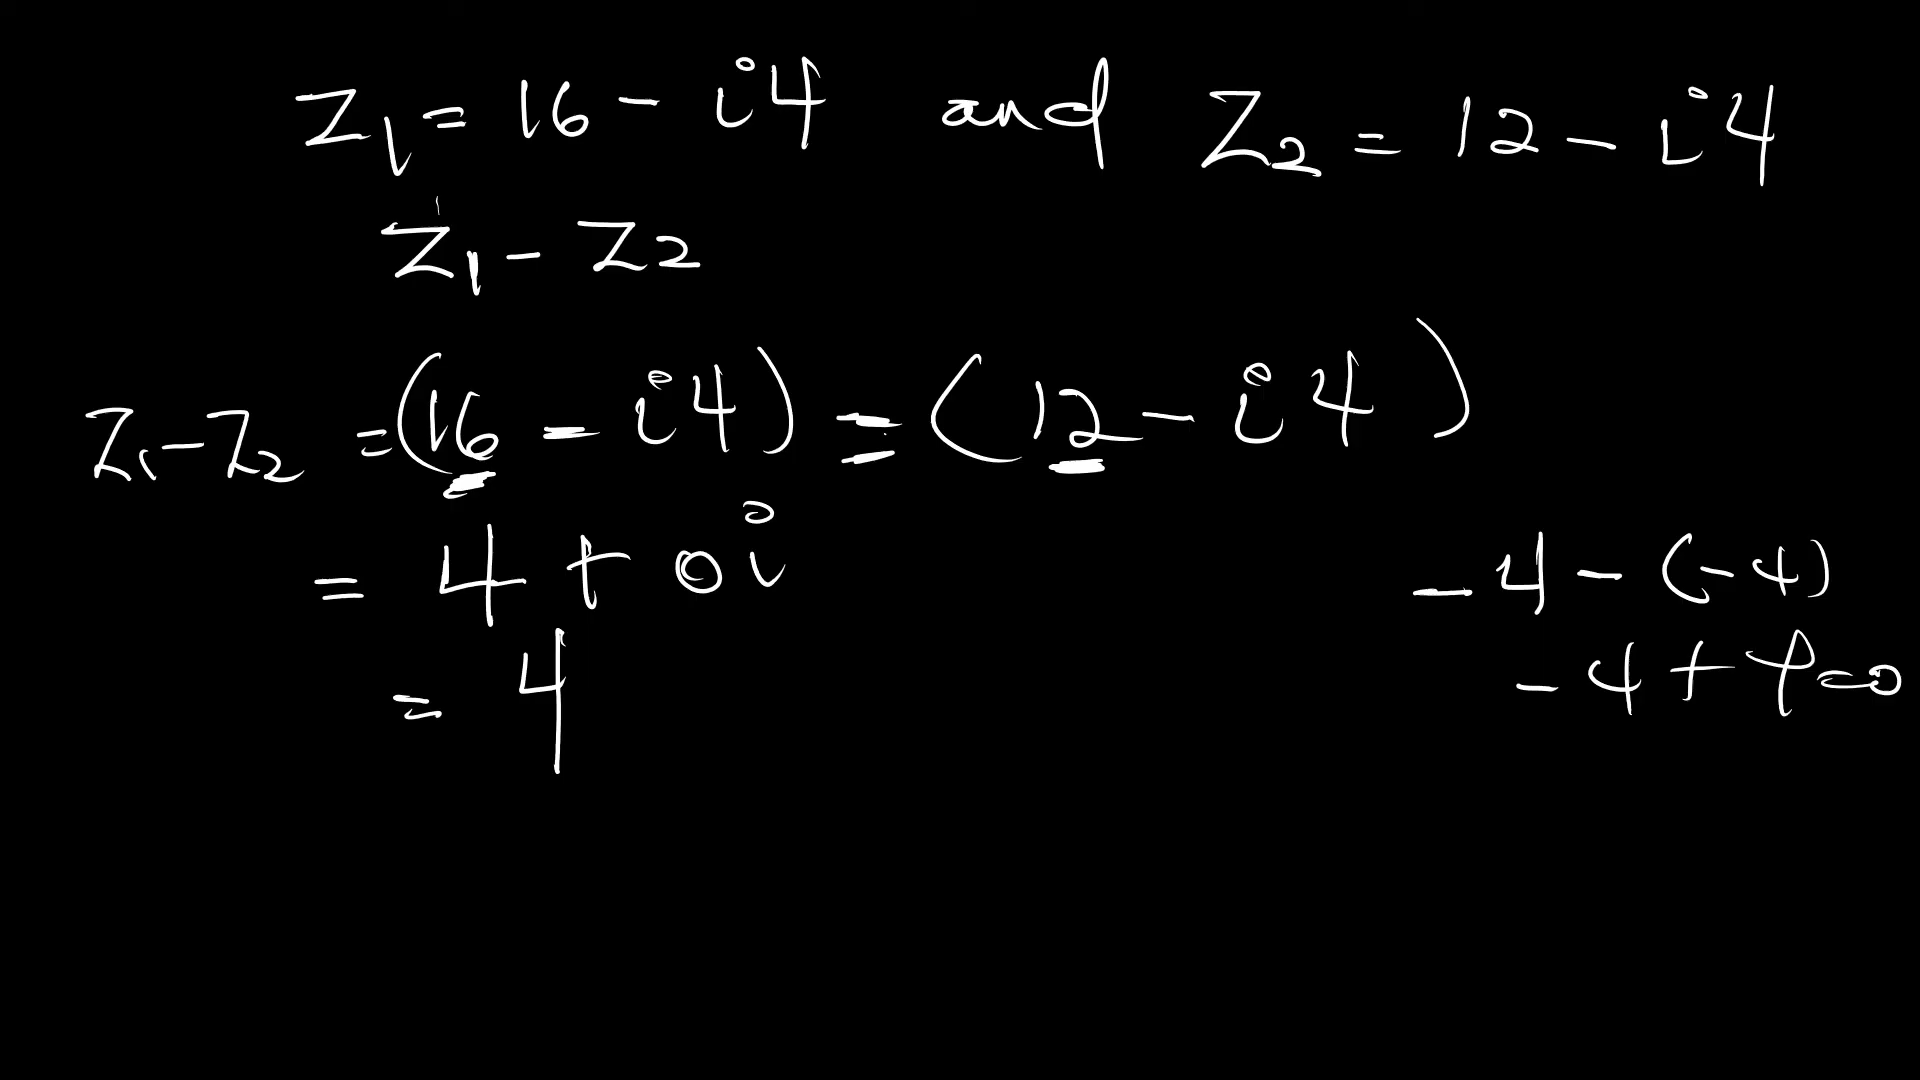 Z₁ = 16 - i4 and Z₂ = 12 - i4
Z₁ - Z2
Z₁ - Z₂ = (16 - i4) = (12 - i4)
= 4 + 0i
- 4 - (-4)
= 4
- 4 + 4 = 0